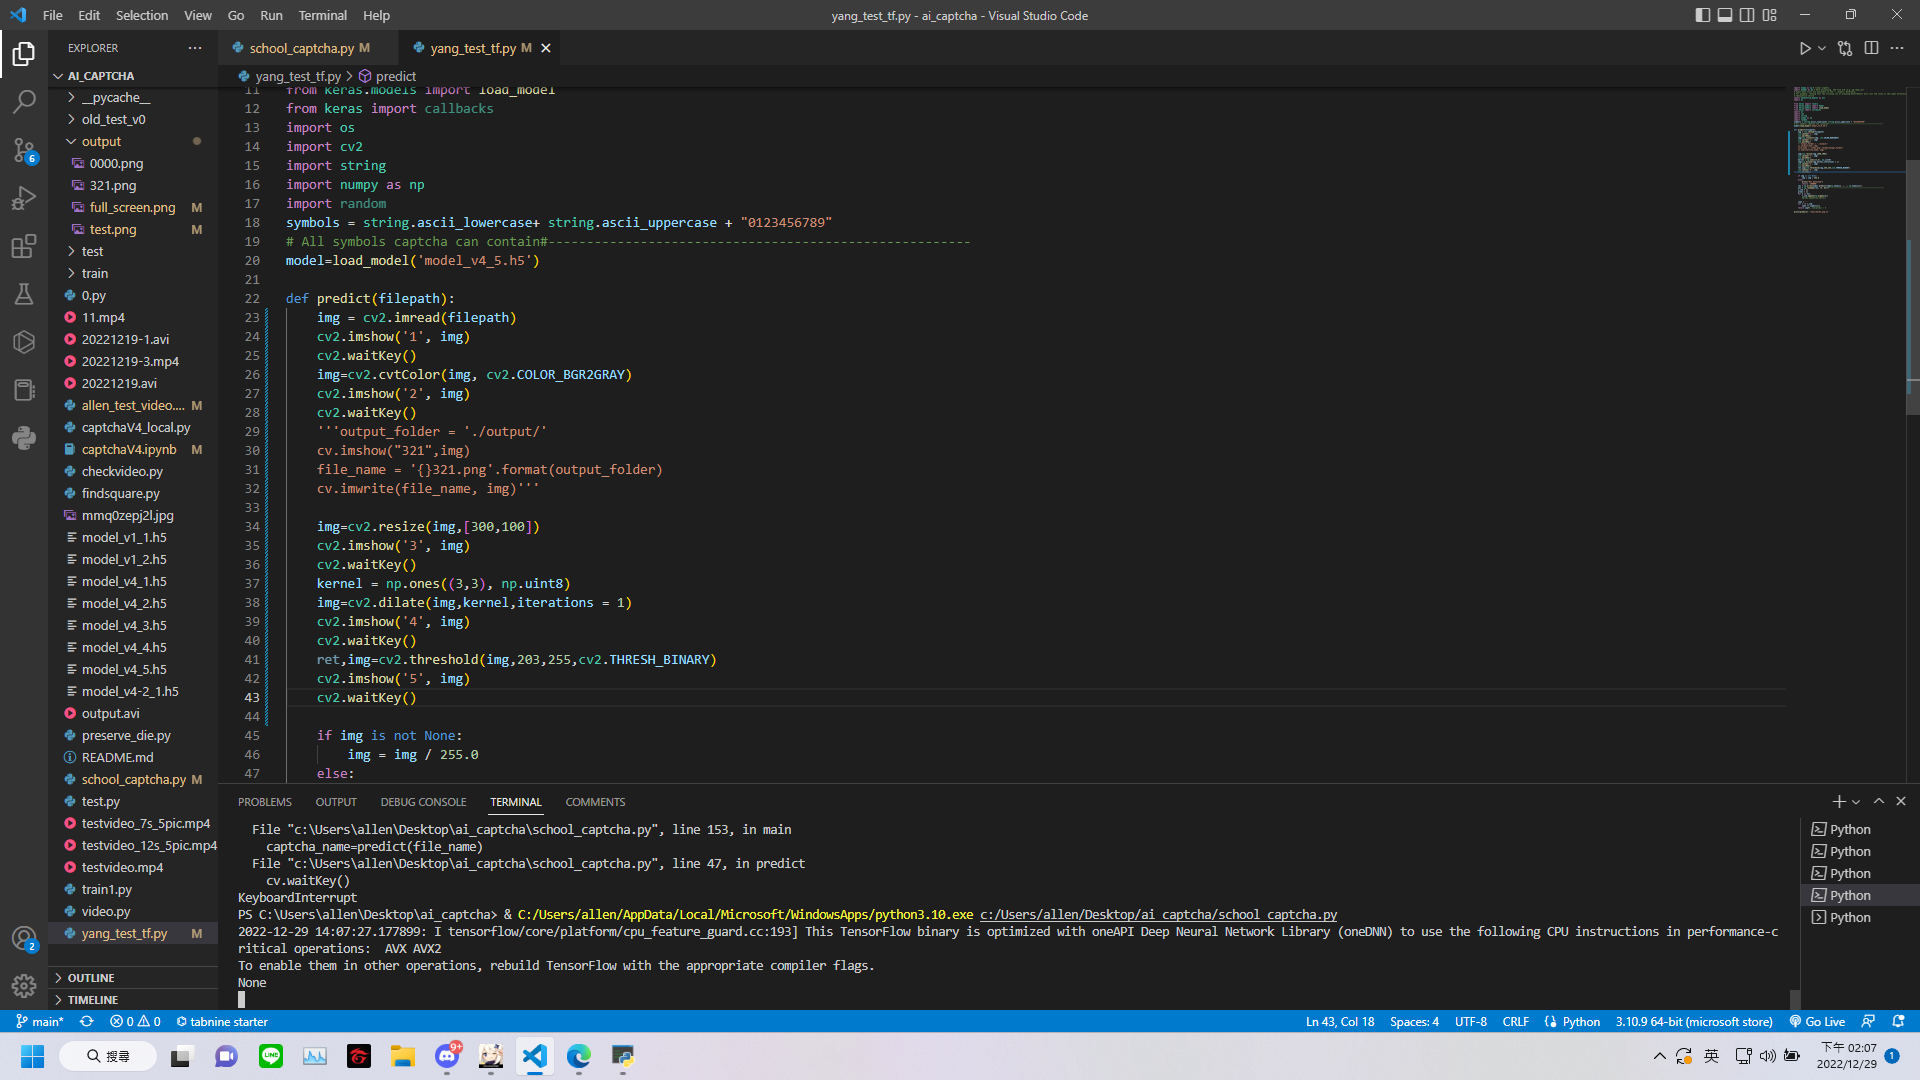 File Edit Selection View Go Run Terminal Help
yang_test_tf.py - ai_captcha - Visual Studio Code
EXPLORER
AI_CAPTCHA
__pycache__
old_test_v0
output
0000.png
321.png
full_screen.png M
test.png M
test
train
0.py
11.mp4
20221219-1.avi
20221219-3.mp4
20221219.avi
allen_test_video.... M
captchaV4_local.py
captchaV4.ipynb M
checkvideo.py
findsquare.py
mmq0zepj2l.jpg
model_v1_1.h5
model_v1_2.h5
model_v4_1.h5
model_v4_2.h5
model_v4_3.h5
model_v4_4.h5
model_v4_5.h5
model_v4-2_1.h5
output.avi
preserve_die.py
README.md
school_captcha.py M
test.py
testvideo_7s_5pic.mp4
testvideo_12s_5pic.mp4
testvideo.mp4
train1.py
video.py
yang_test_tf.py M
OUTLINE
TIMELINE
6
2
school_captcha.py M
yang_test_tf.py M
yang_test_tf.py > predict
11 from keras.models import load_model
12 from keras import callbacks
13 import os
14 import cv2
15 import string
16 import numpy as np
17 import random
18 symbols = string.ascii_lowercase+ string.ascii_uppercase + "0123456789"
19 # All symbols captcha can contain#-------------------------------------------------------
20 model=load_model('model_v4_5.h5')
21
22 def predict(filepath):
23 img = cv2.imread(filepath)
24 cv2.imshow('1', img)
25 cv2.waitKey()
26 img=cv2.cvtColor(img, cv2.COLOR_BGR2GRAY)
27 cv2.imshow('2', img)
28 cv2.waitKey()
29 '''output_folder = './output/'
30 cv.imshow("321",img)
31 file_name = '{}321.png'.format(output_folder)
32 cv.imwrite(file_name, img)'''
33
34 img=cv2.resize(img,[300,100])
35 cv2.imshow('3', img)
36 cv2.waitKey()
37 kernel = np.ones((3,3), np.uint8)
38 img=cv2.dilate(img,kernel,iterations = 1)
39 cv2.imshow('4', img)
40 cv2.waitKey()
41 ret,img=cv2.threshold(img,203,255,cv2.THRESH_BINARY)
42 cv2.imshow('5', img)
43 cv2.waitKey()
44
45 if img is not None:
46 img = img / 255.0
47 else:
PROBLEMS OUTPUT DEBUG CONSOLE TERMINAL COMMENTS
File "c:\Users\allen\Desktop\ai_captcha\school_captcha.py", line 153, in main
captcha_name=predict(file_name)
File "c:\Users\allen\Desktop\ai_captcha\school_captcha.py", line 47, in predict
cv.waitKey()
KeyboardInterrupt
PS C:\Users\allen\Desktop\ai_captcha> & C:/Users/allen/AppData/Local/Microsoft/WindowsApps/python3.10.exe c:/Users/allen/Desktop/ai_captcha/school_captcha.py
2022-12-29 14:07:27.177899: I tensorflow/core/platform/cpu_feature_guard.cc:193] This TensorFlow binary is optimized with oneAPI Deep Neural Network Library (oneDNN) to use the following CPU instructions in performance-c
ritical operations:  AVX AVX2
To enable them in other operations, rebuild TensorFlow with the appropriate compiler flags.
None
Python
Python
Python
Python
Python
main* 0 0 tabnine starter
Ln 43, Col 18 Spaces: 4 UTF-8 CRLF Python 3.10.9 64-bit (microsoft store) Go Live
搜尋
9+
英
下午 02:07
2022/12/29
1